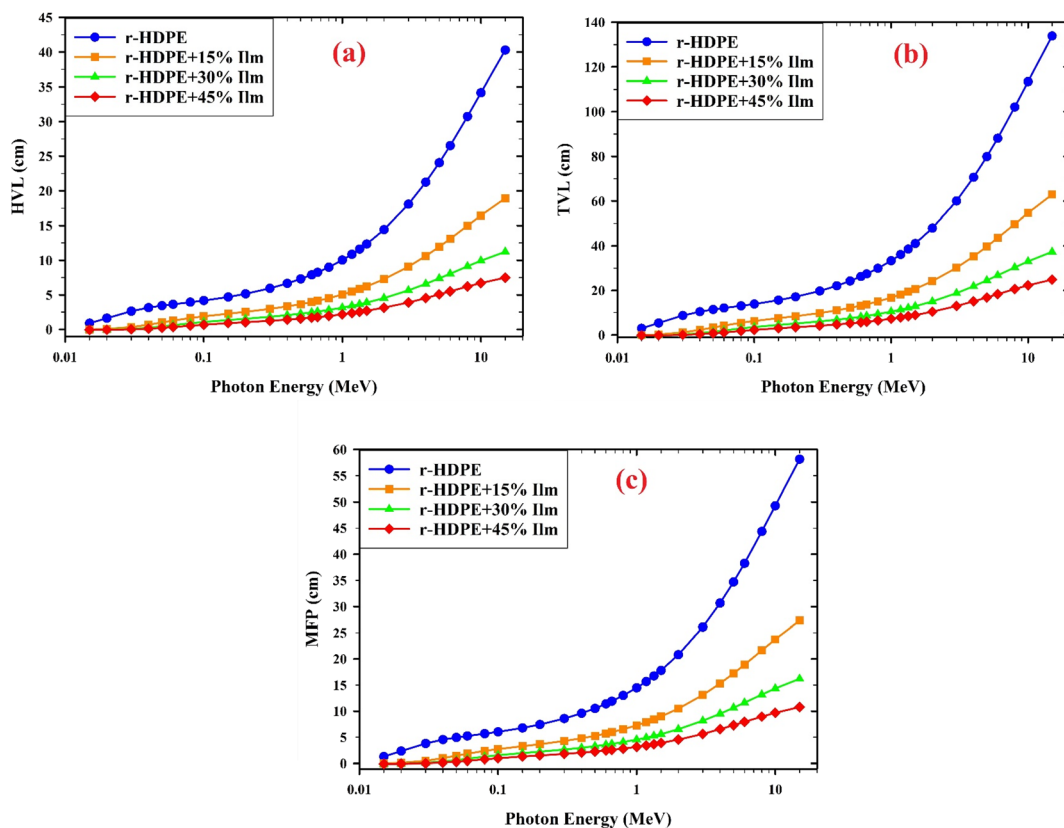 (a)
r-HDPE
r-HDPE+15% Ilm
r-HDPE+30% Ilm
r-HDPE+45% Ilm
HVL (cm)
45
40
35
30
25
20
15
10
5
0
0.01
0.1
1
10
Photon Energy (MeV)
(b)
r-HDPE
r-HDPE+15% Ilm
r-HDPE+30% Ilm
r-HDPE+45% Ilm
TVL (cm)
140
120
100
80
60
40
20
0
0.01
0.1
1
10
Photon Energy (MeV)
(c)
r-HDPE
r-HDPE+15% Ilm
r-HDPE+30% Ilm
r-HDPE+45% Ilm
MFP (cm)
60
55
50
45
40
35
30
25
20
15
10
5
0
0.01
0.1
1
10
Photon Energy (MeV)